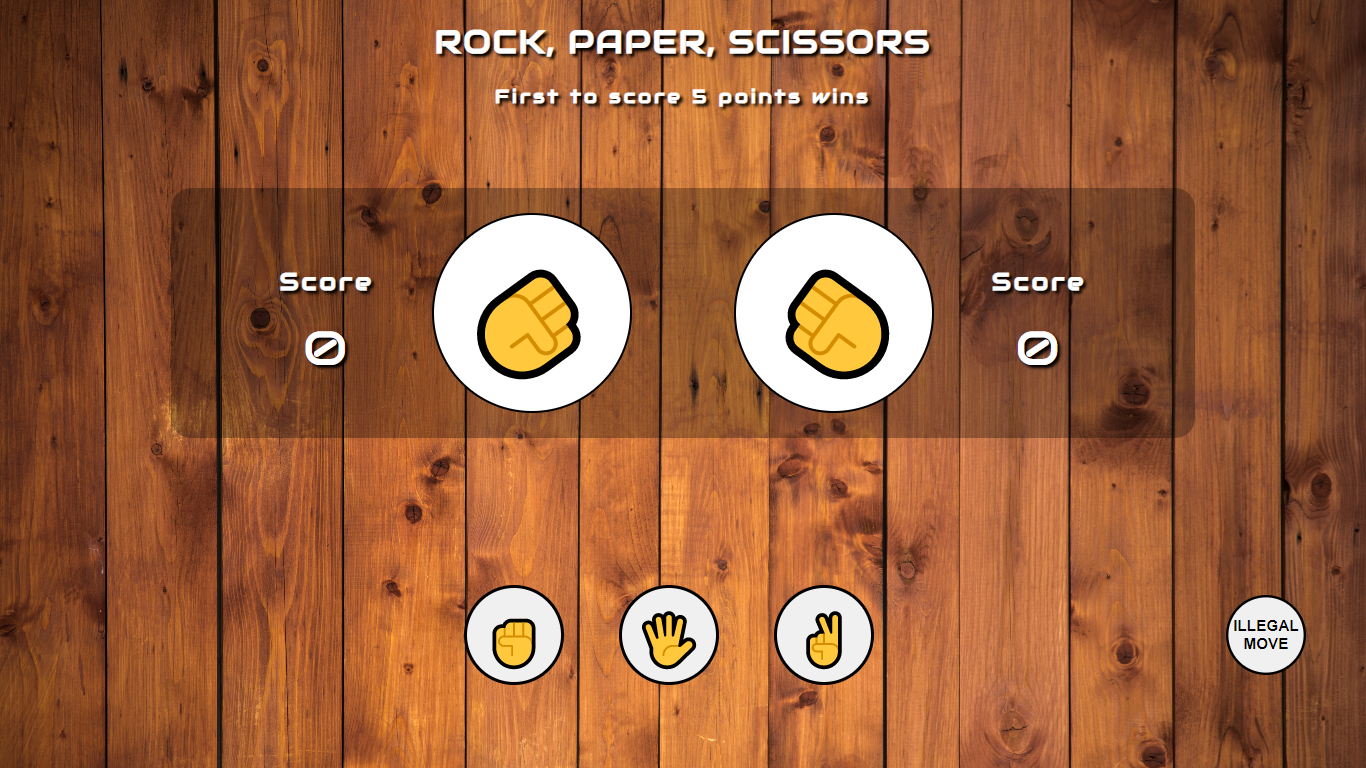 ROCK, PAPER, SCISSORS
First to score 5 points wins
Score
0
Score
0
ILLEGAL
MOVE